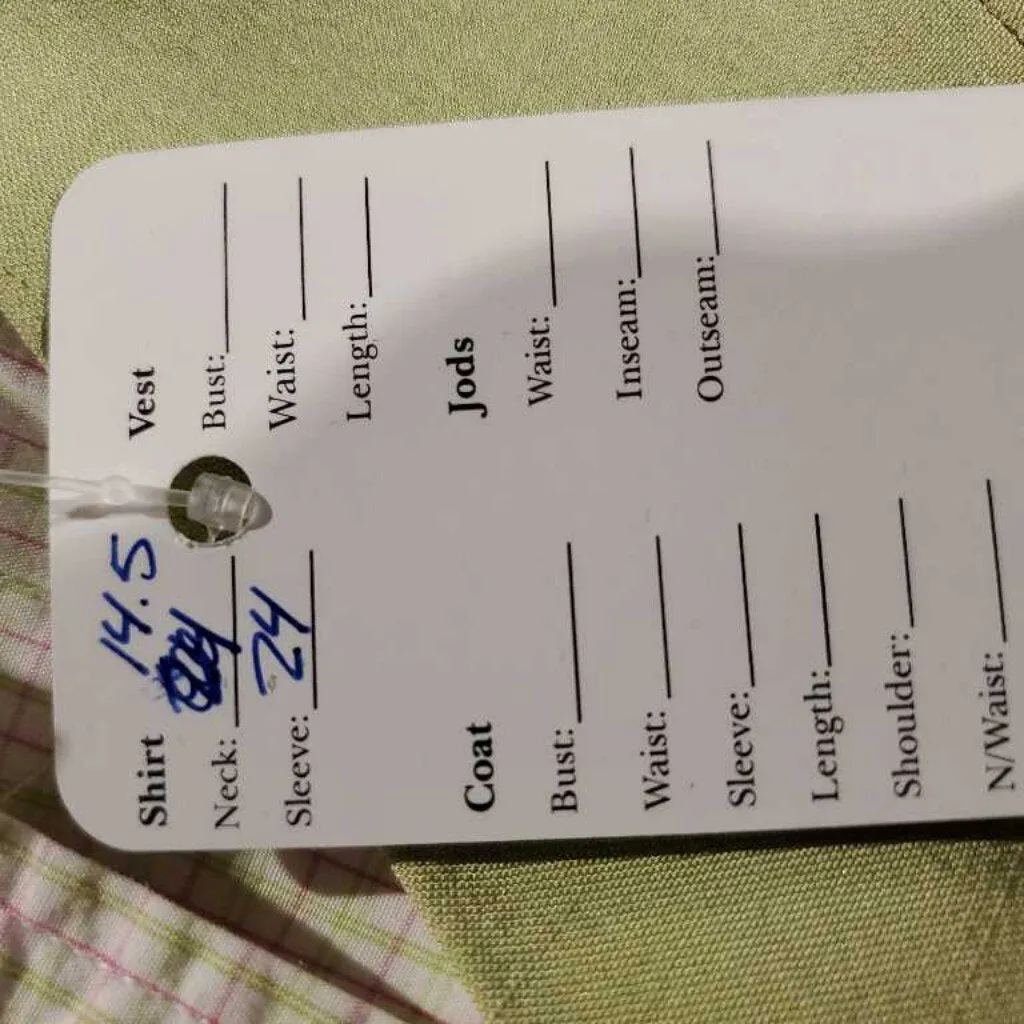 Shirt
14.5
Neck:
Sleeve: 24
Vest
Bust:
Waist:
Length:
Coat
Bust:
Waist:
Sleeve:
Length:
Shoulder:
N/Waist:
Jods
Waist:
Inseam:
Outseam: